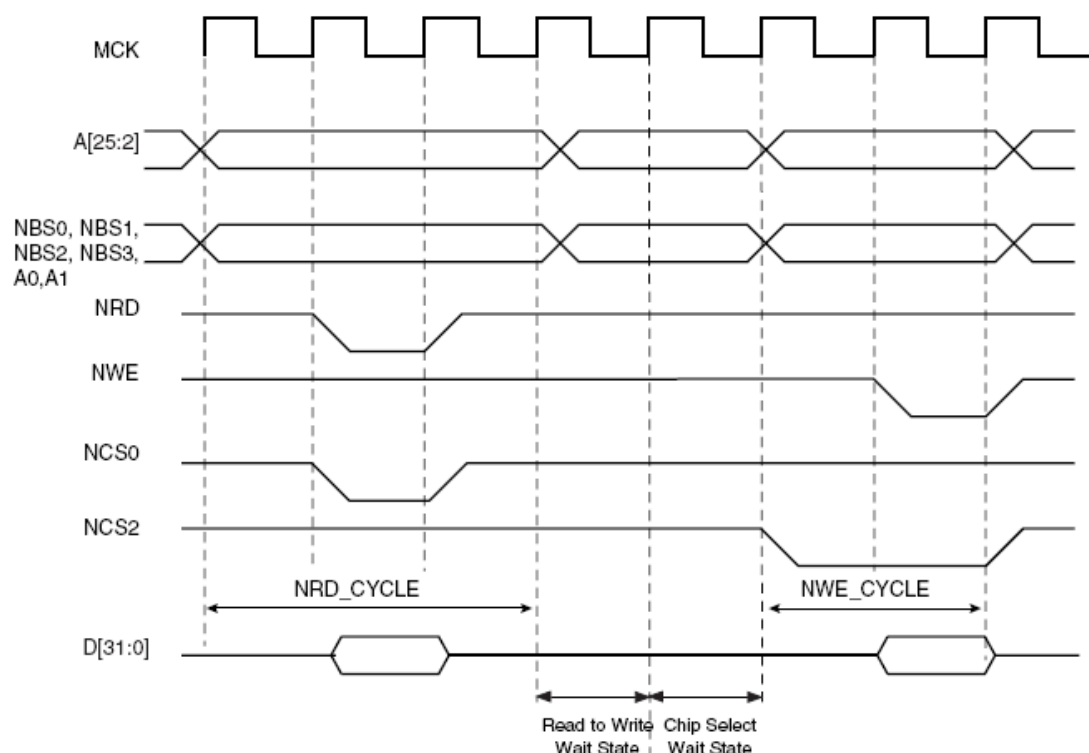 MCK
A[25:2]
NBS0, NBS1,
NBS2, NBS3,
A0,A1
NRD
NWE
NCS0
NCS2
NRD_CYCLE
NWE_CYCLE
D[31:0]
Read to Write
Wait State
Chip Select
Wait State